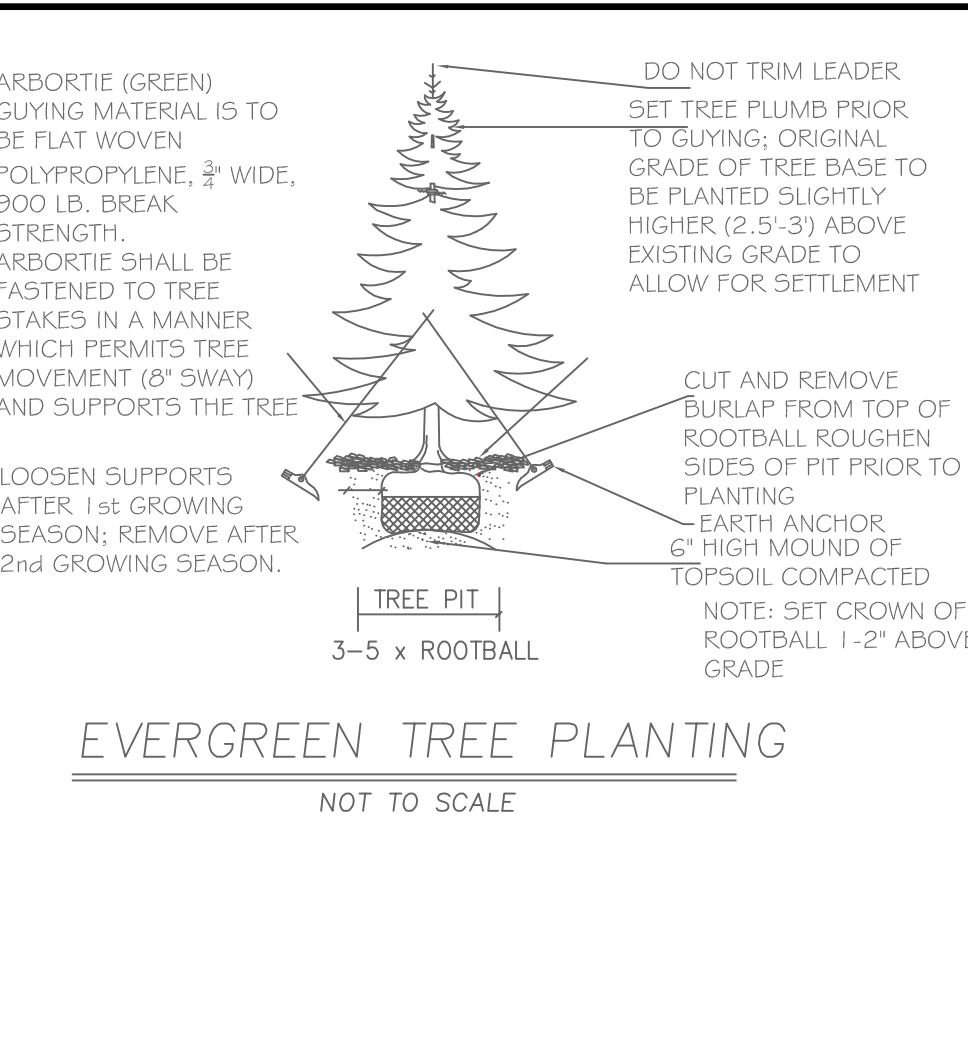 ARBORTIE (GREEN)
GUYING MATERIAL IS TO
BE FLAT WOVEN
POLYPROPYLENE, 3/4" WIDE,
900 LB. BREAK
STRENGTH.
ARBORTIE SHALL BE
FASTENED TO TREE
STAKES IN A MANNER
WHICH PERMITS TREE
MOVEMENT (8" SWAY)
AND SUPPORTS THE TREE
LOOSEN SUPPORTS
AFTER 1st GROWING
SEASON; REMOVE AFTER
2nd GROWING SEASON.
DO NOT TRIM LEADER
SET TREE PLUMB PRIOR
TO GUYING; ORIGINAL
GRADE OF TREE BASE TO
BE PLANTED SLIGHTLY
HIGHER (2.5'-3') ABOVE
EXISTING GRADE TO
ALLOW FOR SETTLEMENT
CUT AND REMOVE
BURLAP FROM TOP OF
ROOTBALL ROUGHEN
SIDES OF PIT PRIOR TO
PLANTING
EARTH ANCHOR
6" HIGH MOUND OF
TOPSOIL COMPACTED
NOTE: SET CROWN OF
ROOTBALL 1-2" ABOVE
GRADE
TREE PIT
3-5 x ROOTBALL
EVERGREEN TREE PLANTING
NOT TO SCALE